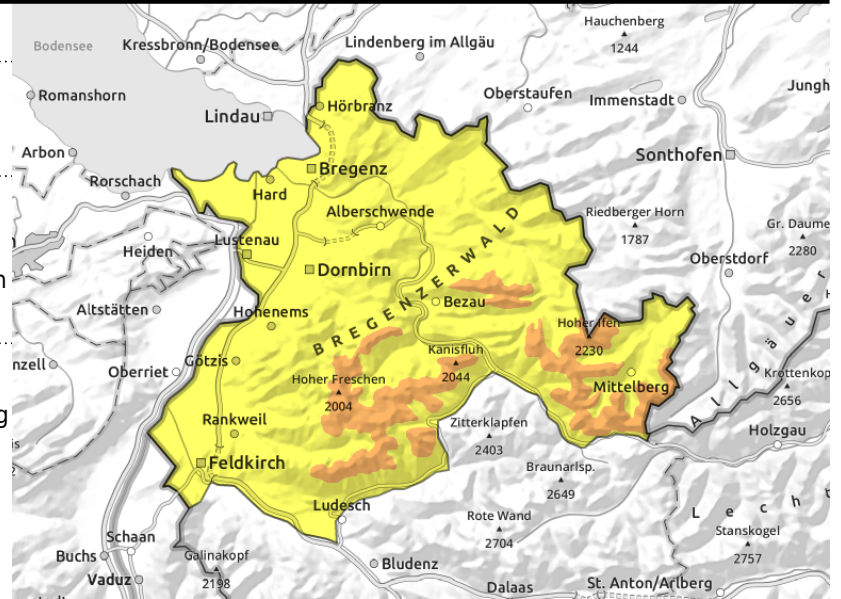 Hauchenberg
1244
Bodensee
Kressbronn/Bodensee
Lindenberg im Allgäu
Oberstaufen
Jungh
Romanshorn
Immenstadt
Hörbranz
Lindau
Arbon
Sonthofen
Bregenz
Rorschach
Hard
Alberschwende
Riedberger Horn
1787
Gr. Daume
2280
Heiden
Lustenau
Oberstdorf
Dornbirn
BREGENZERWALD
Bezau
Altstätten
Hohenems
Hoher Ifen
2230
Kanisfluh
2044
Götzis
nzell
Oberriet
Hoher Freschen
2004
Mittelberg
Krottenkop
2656
Allgäuer
Rankweil
Zitterklapfen
2403
Holzgau
Feldkirch
Braunarlsp.
2649
Ludesch
Rote Wand
2704
Lecht
Stanskogel
2757
Schaan
Buchs
Galinakopf
2198
Vaduz
Bludenz
Dalaas
St. Anton/Arlberg